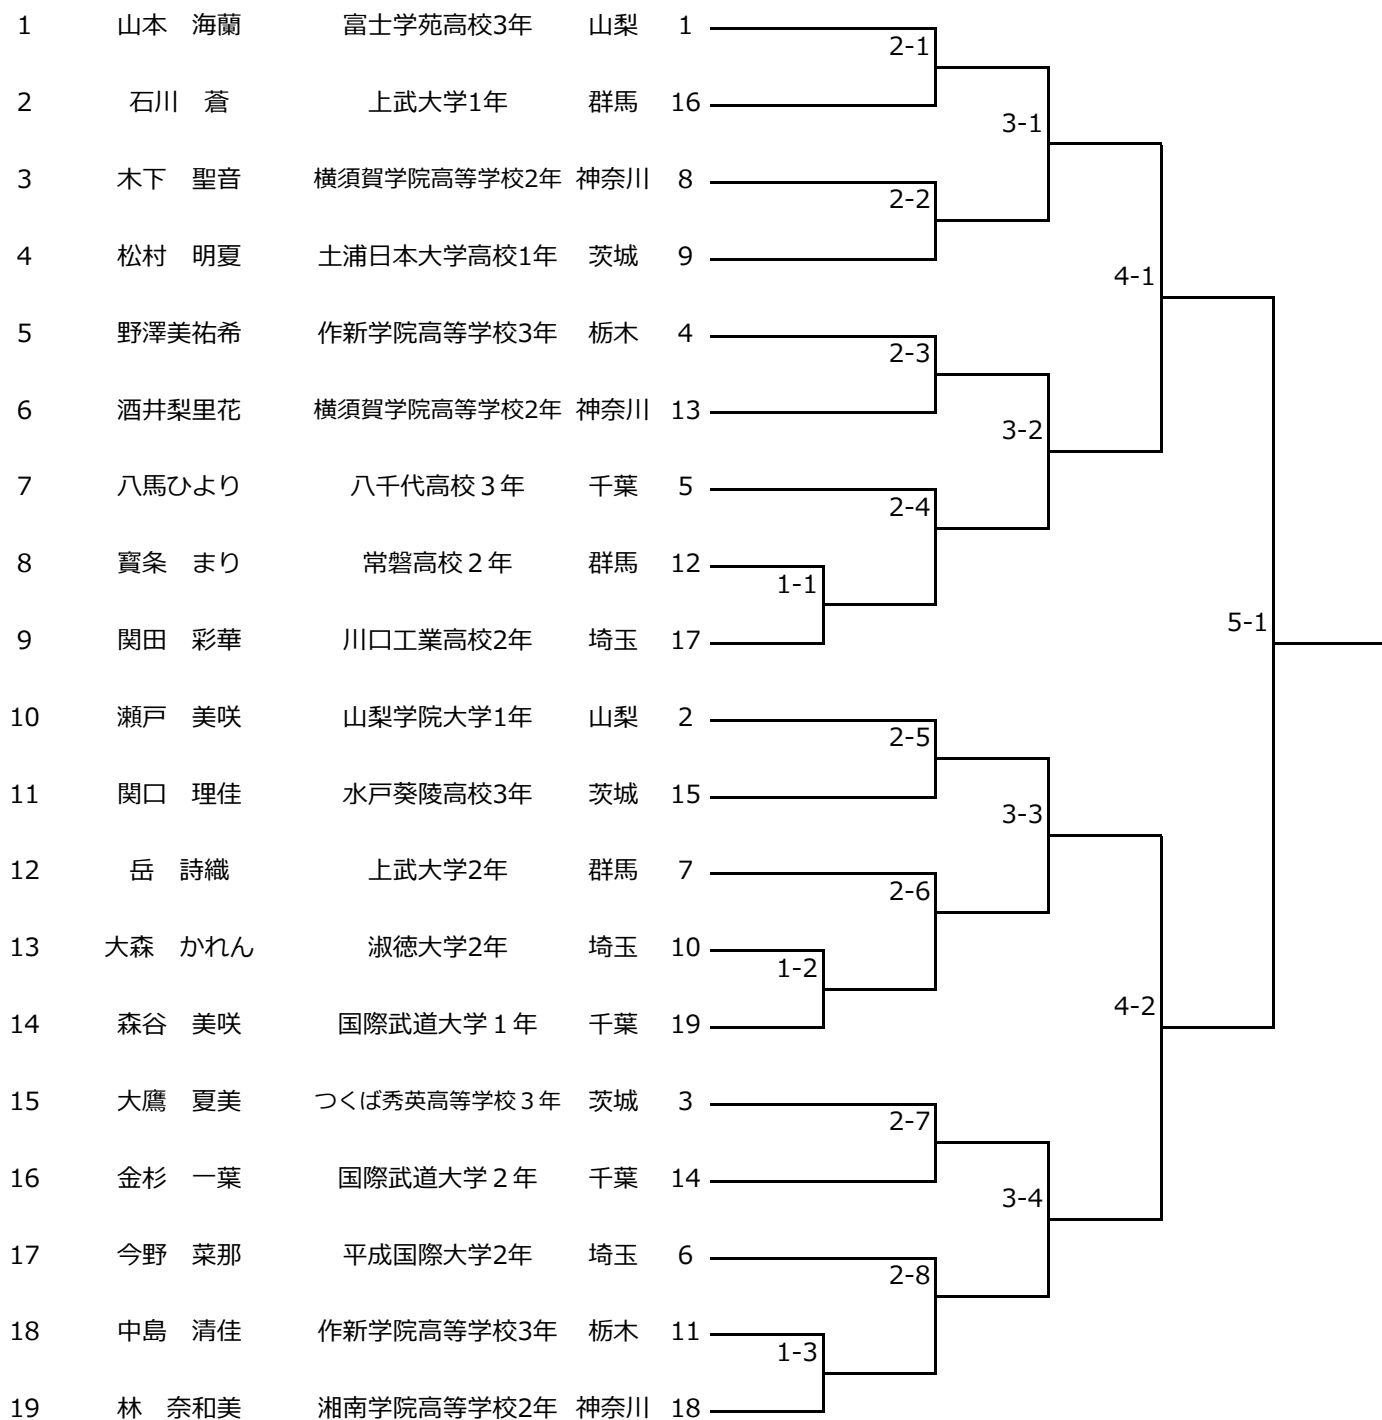 1 山本　海蘭 富士学苑高校3年 山梨 1
2-1
2 石川　蒼 上武大学1年 群馬 16
3-1
3 木下　聖音 横須賀学院高等学校2年 神奈川 8
2-2
4 松村　明夏 土浦日本大学高校1年 茨城 9
4-1
5 野澤美祐希 作新学院高等学校3年 栃木 4
2-3
6 酒井梨里花 横須賀学院高等学校2年 神奈川 13
3-2
7 八馬ひより 八千代高校３年 千葉 5
2-4
8 寳条　まり 常磐高校２年 群馬 12
1-1
5-1
9 関田　彩華 川口工業高校2年 埼玉 17
10 瀬戸　美咲 山梨学院大学1年 山梨 2
2-5
11 関口　理佳 水戸葵陵高校3年 茨城 15
3-3
12 岳　詩織 上武大学2年 群馬 7
2-6
13 大森　かれん 淑徳大学2年 埼玉 10
1-2
4-2
14 森谷　美咲 国際武道大学１年 千葉 19
15 大鷹　夏美 つくば秀英高等学校３年 茨城 3
2-7
16 金杉　一葉 国際武道大学２年 千葉 14
3-4
17 今野　菜那 平成国際大学2年 埼玉 6
2-8
18 中島　清佳 作新学院高等学校3年 栃木 11
1-3
19 林　奈和美 湘南学院高等学校2年 神奈川 18